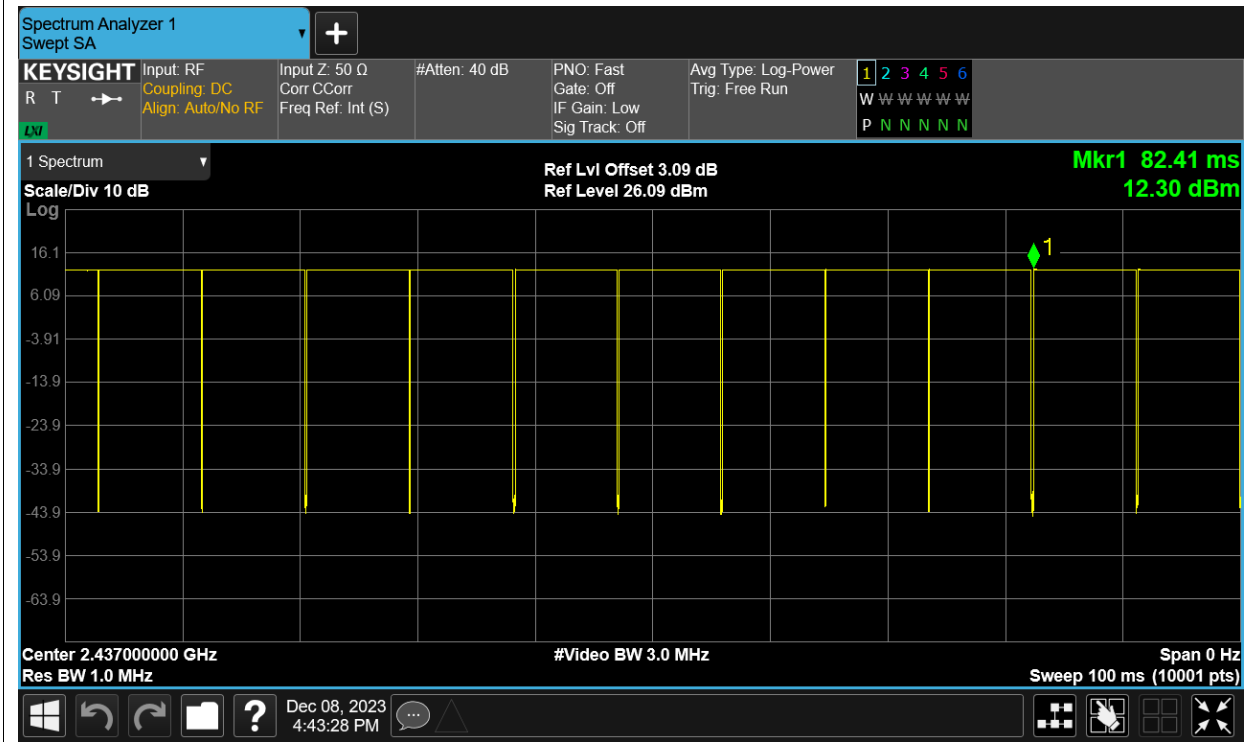 Spectrum Analyzer 1
Swept SA
KEYSIGHT
R T
LXI
Input: RF
Coupling: DC
Align: Auto/No RF
Input Z: 50 Ω
Corr CCorr
Freq Ref: Int (S)
#Atten: 40 dB
PNO: Fast
Gate: Off
IF Gain: Low
Sig Track: Off
Avg Type: Log-Power
Trig: Free Run
1 2 3 4 5 6
W W W W W W
P N N N N N
1 Spectrum
Scale/Div 10 dB
Ref Lvl Offset 3.09 dB
Ref Level 26.09 dBm
Mkr1 82.41 ms
12.30 dBm
Log
1
16.1
6.09
-3.91
-13.9
-23.9
-33.9
-43.9
-53.9
-63.9
Center 2.437000000 GHz
Res BW 1.0 MHz
#Video BW 3.0 MHz
Span 0 Hz
Sweep 100 ms (10001 pts)
?
Dec 08, 2023
4:43:28 PM